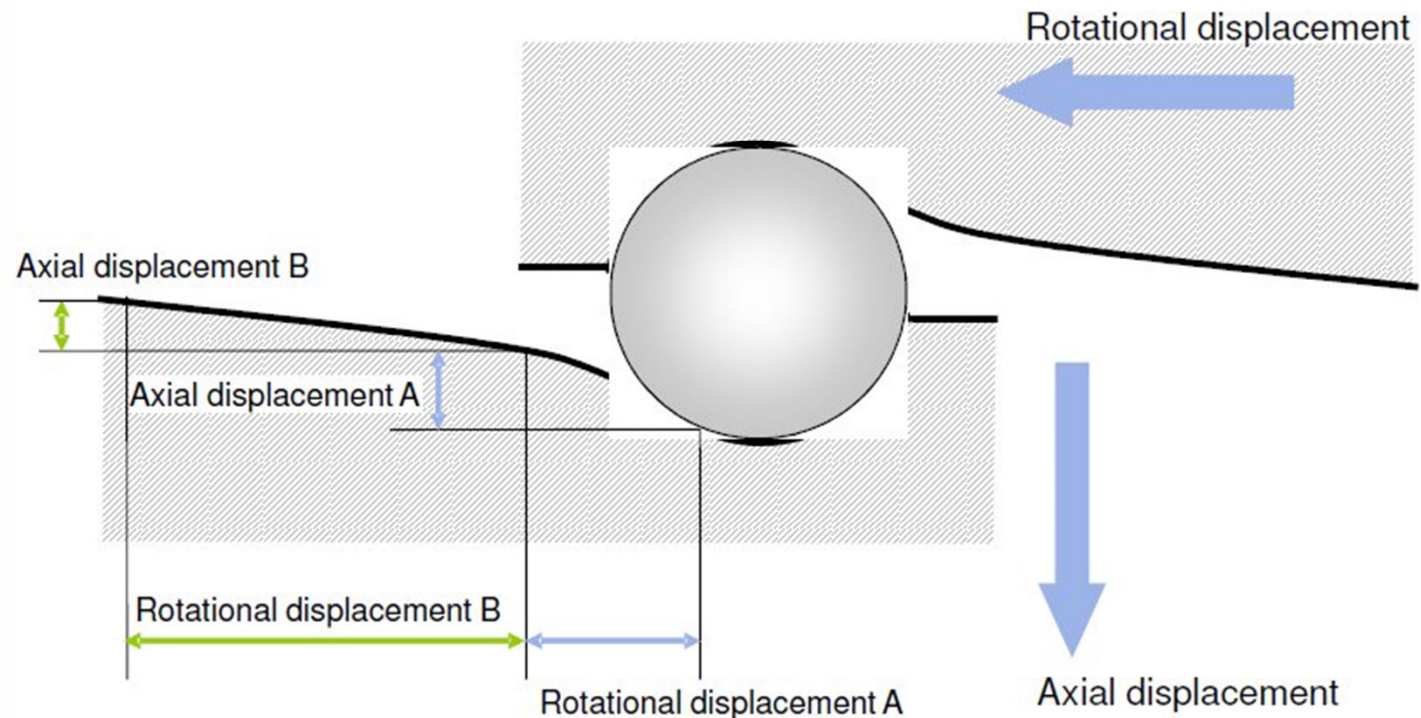 Rotational displacement
Axial displacement B
Axial displacement A
Rotational displacement B
Rotational displacement A
Axial displacement